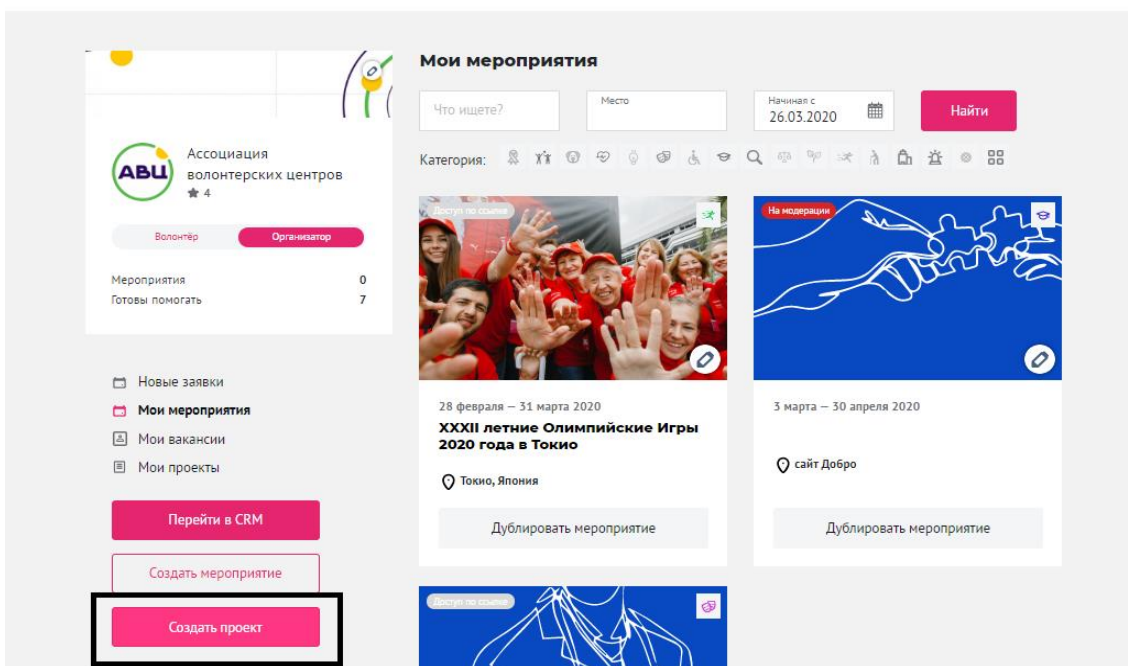 АВЦ
Ассоциация
волонтерских центров
4
Волонтёр
Организатор
Мероприятия 0
Готовы помогать 7
Новые заявки
Мои мероприятия
Мои вакансии
Мои проекты
Перейти в CRM
Создать мероприятие
Создать проект
Мои мероприятия
Что ищете?
Место
Начиная с
26.03.2020
Найти
Категория:
Доступ по ссылке
28 февраля — 31 марта 2020
XXXII летние Олимпийские Игры
2020 года в Токио
Токио, Япония
Дублировать мероприятие
На модерации
3 марта — 30 апреля 2020
сайт Добро
Дублировать мероприятие
Доступ по ссылке